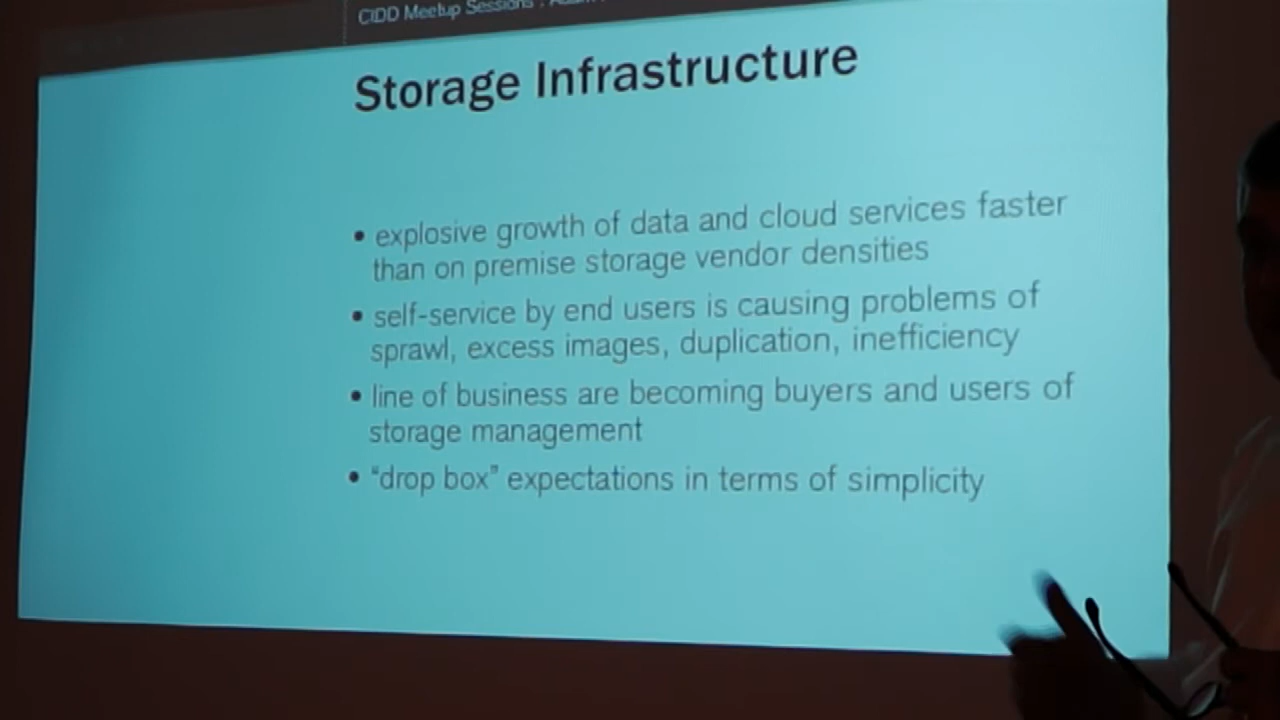 CIDD Meetup Sessions
Storage Infrastructure
• explosive growth of data and cloud services faster
than on premise storage vendor densities
• self-service by end users is causing problems of
sprawl, excess images, duplication, inefficiency
• line of business are becoming buyers and users of
storage management
• “drop box” expectations in terms of simplicity